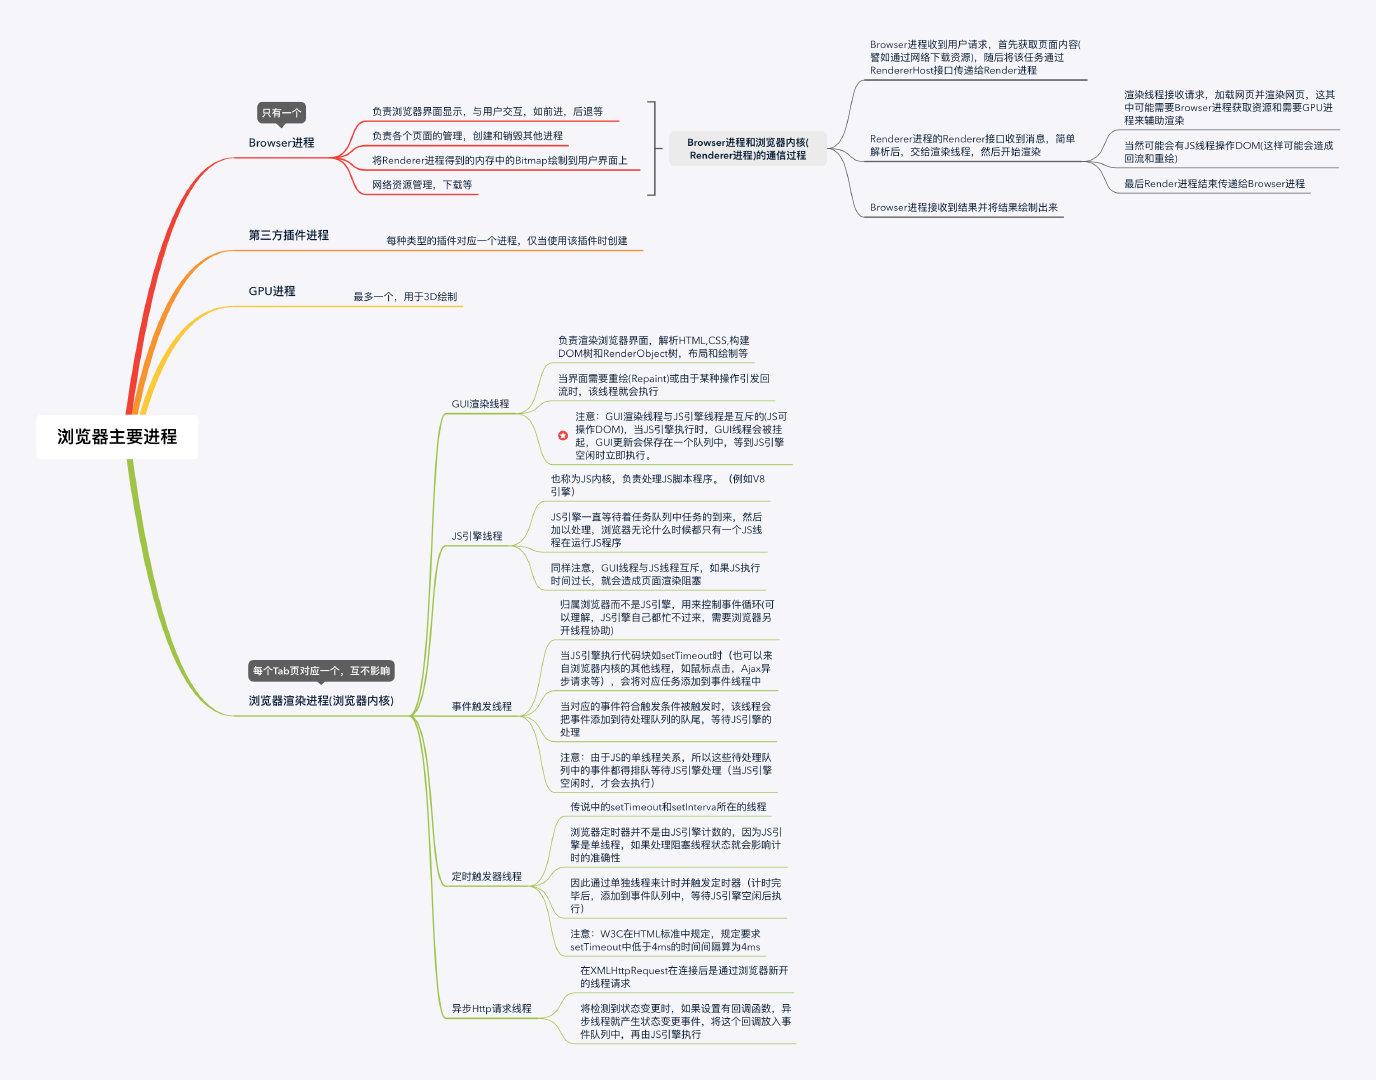 浏览器主要进程
只有一个
Browser进程
负责浏览器界面显示，与用户交互，如前进，后退等
负责各个页面的管理，创建和销毁其他进程
将Renderer进程得到的内存中的Bitmap绘制到用户界面上
网络资源管理，下载等
Browser进程和浏览器内核(
Renderer进程)的通信过程
Browser进程收到用户请求，首先获取页面内容(
譬如通过网络下载资源)，随后将该任务通过
RendererHost接口传递给Render进程
Renderer进程的Renderer接口收到消息，简单
解析后，交给渲染线程，然后开始渲染
渲染线程接收请求，加载网页并渲染网页，这其
中可能需要Browser进程获取资源和需要GPU进
程来辅助渲染
当然可能会有JS线程操作DOM(这样可能会造成
回流和重绘)
最后Render进程结束传递给Browser进程
Browser进程接收到结果并将结果绘制出来
第三方插件进程
每种类型的插件对应一个进程，仅当使用该插件时创建
GPU进程
最多一个，用于3D绘制
每个Tab页对应一个，互不影响
浏览器渲染进程(浏览器内核)
GUI渲染线程
负责渲染浏览器界面，解析HTML,CSS,构建
DOM树和RenderObject树，布局和绘制等
当界面需要重绘(Repaint)或由于某种操作引发回
流时，该线程就会执行
注意：GUI渲染线程与JS引擎线程是互斥的(JS可
操作DOM)，当JS引擎执行时，GUI线程会被挂
起，GUI更新会保存在一个队列中，等到JS引擎
空闲时立即执行。
JS引擎线程
也称为JS内核，负责处理JS脚本程序。（例如V8
引擎）
JS引擎一直等待着任务队列中任务的到来，然后
加以处理，浏览器无论什么时候都只有一个JS线
程在运行JS程序
同样注意，GUI线程与JS线程互斥，如果JS执行
时间过长，就会造成页面渲染阻塞
事件触发线程
归属浏览器而不是JS引擎，用来控制事件循环(可
以理解，JS引擎自己都忙不过来，需要浏览器另
开线程协助)
当JS引擎执行代码块如setTimeout时（也可以来
自浏览器内核的其他线程，如鼠标点击，Ajax异
步请求等），会将对应任务添加到事件线程中
当对应的事件符合触发条件被触发时，该线程会
把事件添加到待处理队列的队尾，等待JS引擎的
处理
注意：由于JS的单线程关系，所以这些待处理队
列中的事件都得排队等待JS引擎处理（当JS引擎
空闲时，才会去执行）
定时触发器线程
传说中的setTimeout和setInterva所在的线程
浏览器定时器并不是由JS引擎计数的，因为JS引
擎是单线程，如果处理阻塞线程状态就会影响计
时的准确性
因此通过单独线程来计时并触发定时器（计时完
毕后，添加到事件队列中，等待JS引擎空闲后执
行）
注意：W3C在HTML标准中规定，规定要求
setTimeout中低于4ms的时间间隔算为4ms
异步Http请求线程
在XMLHttpRequest在连接后是通过浏览器新开
的线程请求
将检测到状态变更时，如果设置有回调函数，异
步线程就产生状态变更事件，将这个回调放入事
件队列中，再由JS引擎执行